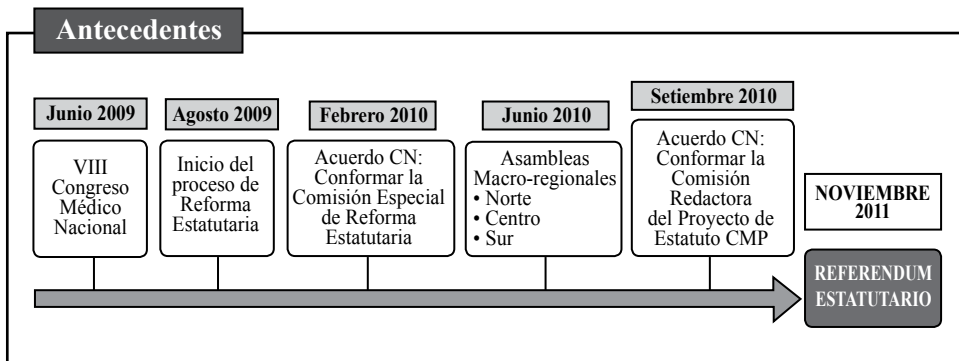 Antecedentes
Junio 2009
VIII
Congreso
Médico
Nacional
Agosto 2009
Inicio del
proceso de
Reforma
Estatutaria
Febrero 2010
Acuerdo CN:
Conformar la
Comisión Especial
de Reforma
Estatutaria
Junio 2010
Asambleas
Macro-regionales
• Norte
• Centro
• Sur
Setiembre 2010
Acuerdo CN:
Conformar la
Comisión
Redactora
del Proyecto de
Estatuto CMP
NOVIEMBRE
2011
REFERENDUM
ESTATUTARIO